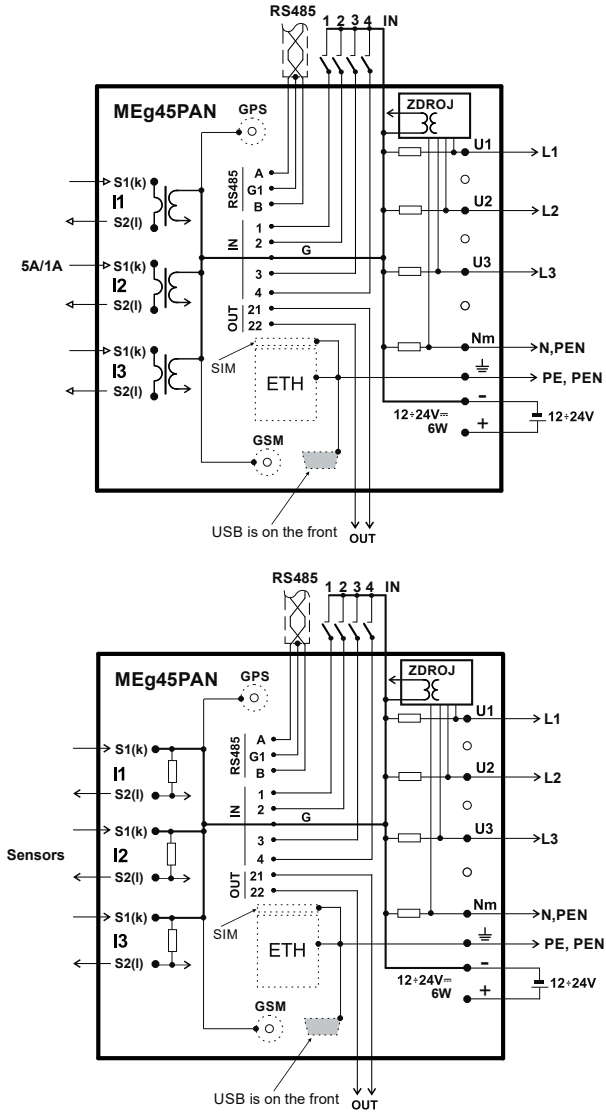 RS485
1 2 3 4 IN
MEg45PAN
GPS
ZDROJ
U1
L1
A
G1
B
RS485
S1(k)
I1
S2(l)
U2
L2
IN
1
2
G
5A/1A
S1(k)
I2
S2(l)
3
4
U3
L3
OUT
21
22
SIM
ETH
Nm
N,PEN
S1(k)
I3
S2(l)
PE, PEN
-
12÷24V⎓
6W
+
12÷24V
GSM
USB is on the front
OUT
RS485
1 2 3 4 IN
MEg45PAN
GPS
ZDROJ
U1
L1
A
G1
B
RS485
S1(k)
I1
S2(l)
U2
L2
IN
1
2
G
Sensors
S1(k)
I2
S2(l)
3
4
U3
L3
OUT
21
22
SIM
ETH
Nm
N,PEN
S1(k)
I3
S2(l)
PE, PEN
-
12÷24V⎓
6W
+
12÷24V
GSM
USB is on the front
OUT